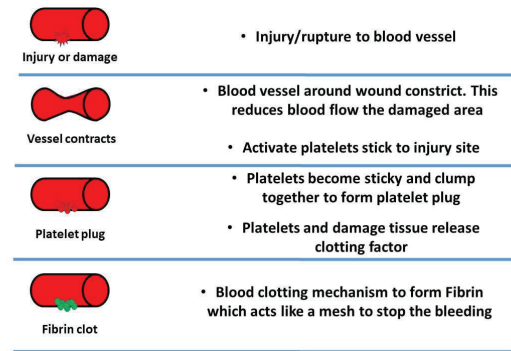 Injury or damage
• Injury/rupture to blood vessel
Vessel contracts
• Blood vessel around wound constrict. This
reduces blood flow the damaged area
• Activate platelets stick to injury site
Platelet plug
• Platelets become sticky and clump
together to form platelet plug
• Platelets and damage tissue release
clotting factor
Fibrin clot
• Blood clotting mechanism to form Fibrin
which acts like a mesh to stop the bleeding